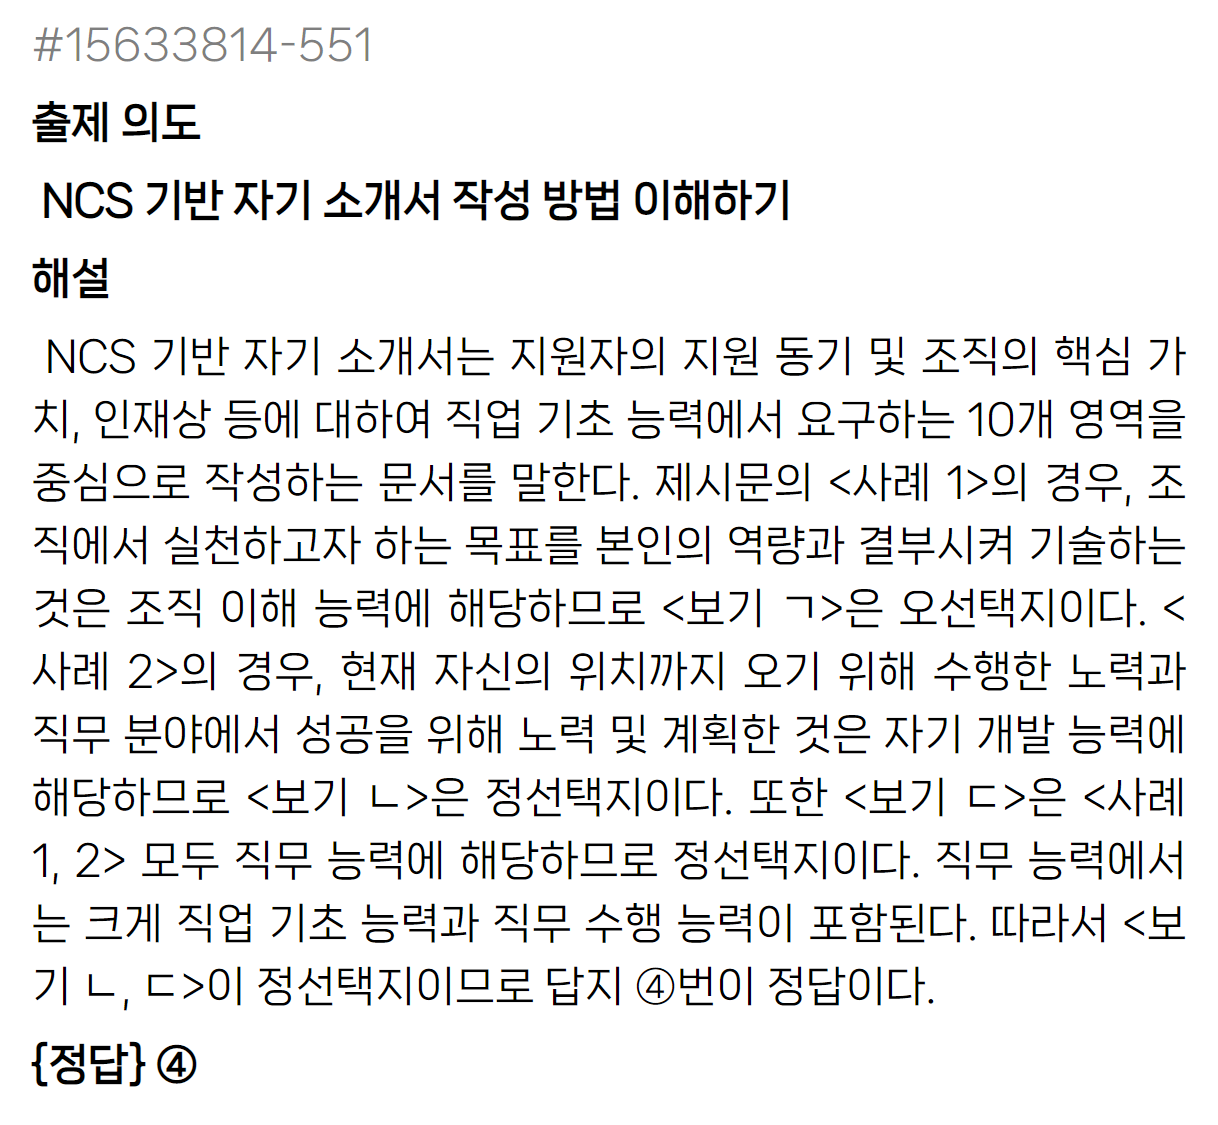 #15633814-551
출제 의도
NCS 기반 자기 소개서 작성 방법 이해하기
해설
NCS 기반 자기 소개서는 지원자의 지원 동기 및 조직의 핵심 가
치, 인재상 등에 대하여 직업 기초 능력에서 요구하는 10개 영역을
중심으로 작성하는 문서를 말한다. 제시문의 <사례 1>의 경우, 조
직에서 실천하고자 하는 목표를 본인의 역량과 결부시켜 기술하는
것은 조직 이해 능력에 해당하므로 <보기 ㄱ>은 오선택지이다. <
사례 2>의 경우, 현재 자신의 위치까지 오기 위해 수행한 노력과
직무 분야에서 성공을 위해 노력 및 계획한 것은 자기 개발 능력에
해당하므로 <보기 ㄴ>은 정선택지이다. 또한 <보기 ㄷ>은 <사례
1, 2> 모두 직무 능력에 해당하므로 정선택지이다. 직무 능력에서
는 크게 직업 기초 능력과 직무 수행 능력이 포함된다. 따라서 <보
기 ㄴ, ㄷ>이 정선택지이므로 답지 ④번이 정답이다.
{정답} ④